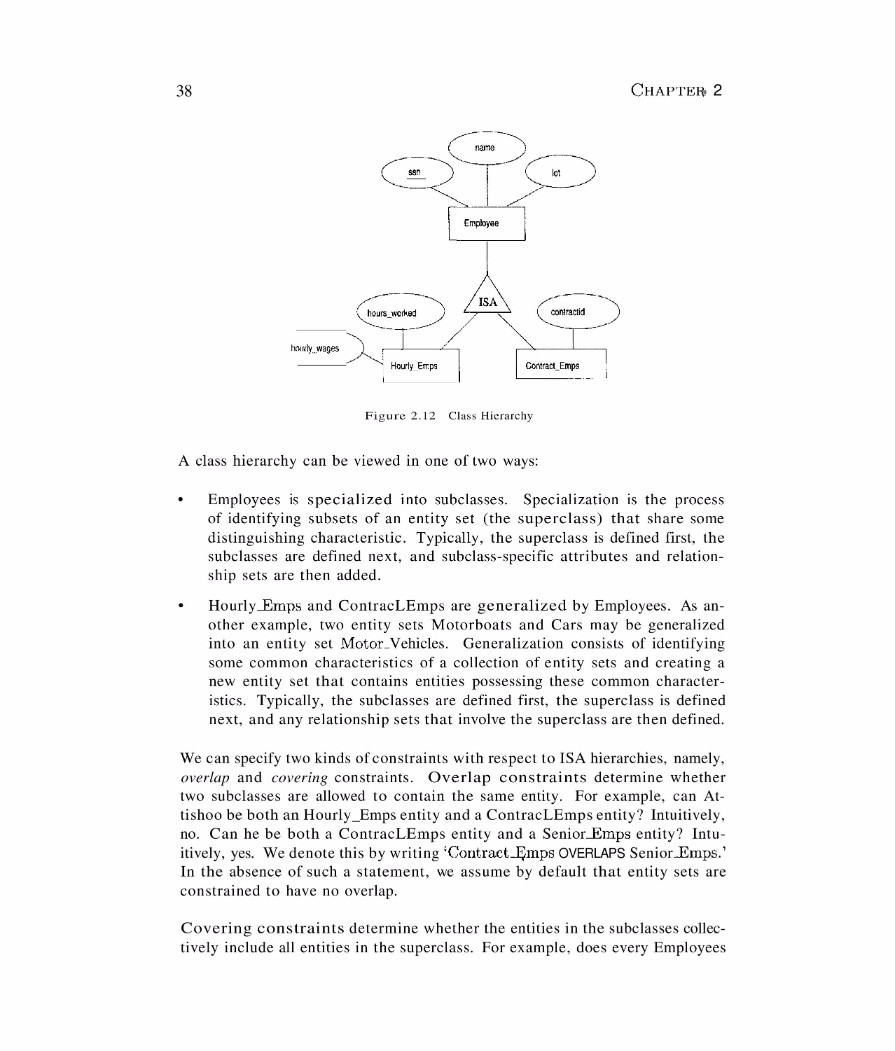 38
CHAPTER 2
name
ssn
lot
Employee
ISA
hours_worked
contractid
hourly_wages
Hourly_Emps
Contract_Emps
Figure 2.12 Class Hierarchy
A class hierarchy can be viewed in one of two ways:
• Employees is specialized into subclasses. Specialization is the process
of identifying subsets of an entity set (the superclass) that share some
distinguishing characteristic. Typically, the superclass is defined first, the
subclasses are defined next, and subclass-specific attributes and relation-
ship sets are then added.
• Hourly_Emps and ContracLEmps are generalized by Employees. As an-
other example, two entity sets Motorboats and Cars may be generalized
into an entity set Motor_Vehicles. Generalization consists of identifying
some common characteristics of a collection of entity sets and creating a
new entity set that contains entities possessing these common character-
istics. Typically, the subclasses are defined first, the superclass is defined
next, and any relationship sets that involve the superclass are then defined.
We can specify two kinds of constraints with respect to ISA hierarchies, namely,
overlap and covering constraints. Overlap constraints determine whether
two subclasses are allowed to contain the same entity. For example, can At-
tishoo be both an Hourly_Emps entity and a ContracLEmps entity? Intuitively,
no. Can he be both a ContracLEmps entity and a Senior_Emps entity? Intu-
itively, yes. We denote this by writing 'Contract_Emps OVERLAPS Senior_Emps.'
In the absence of such a statement, we assume by default that entity sets are
constrained to have no overlap.
Covering constraints determine whether the entities in the subclasses collec-
tively include all entities in the superclass. For example, does every Employees